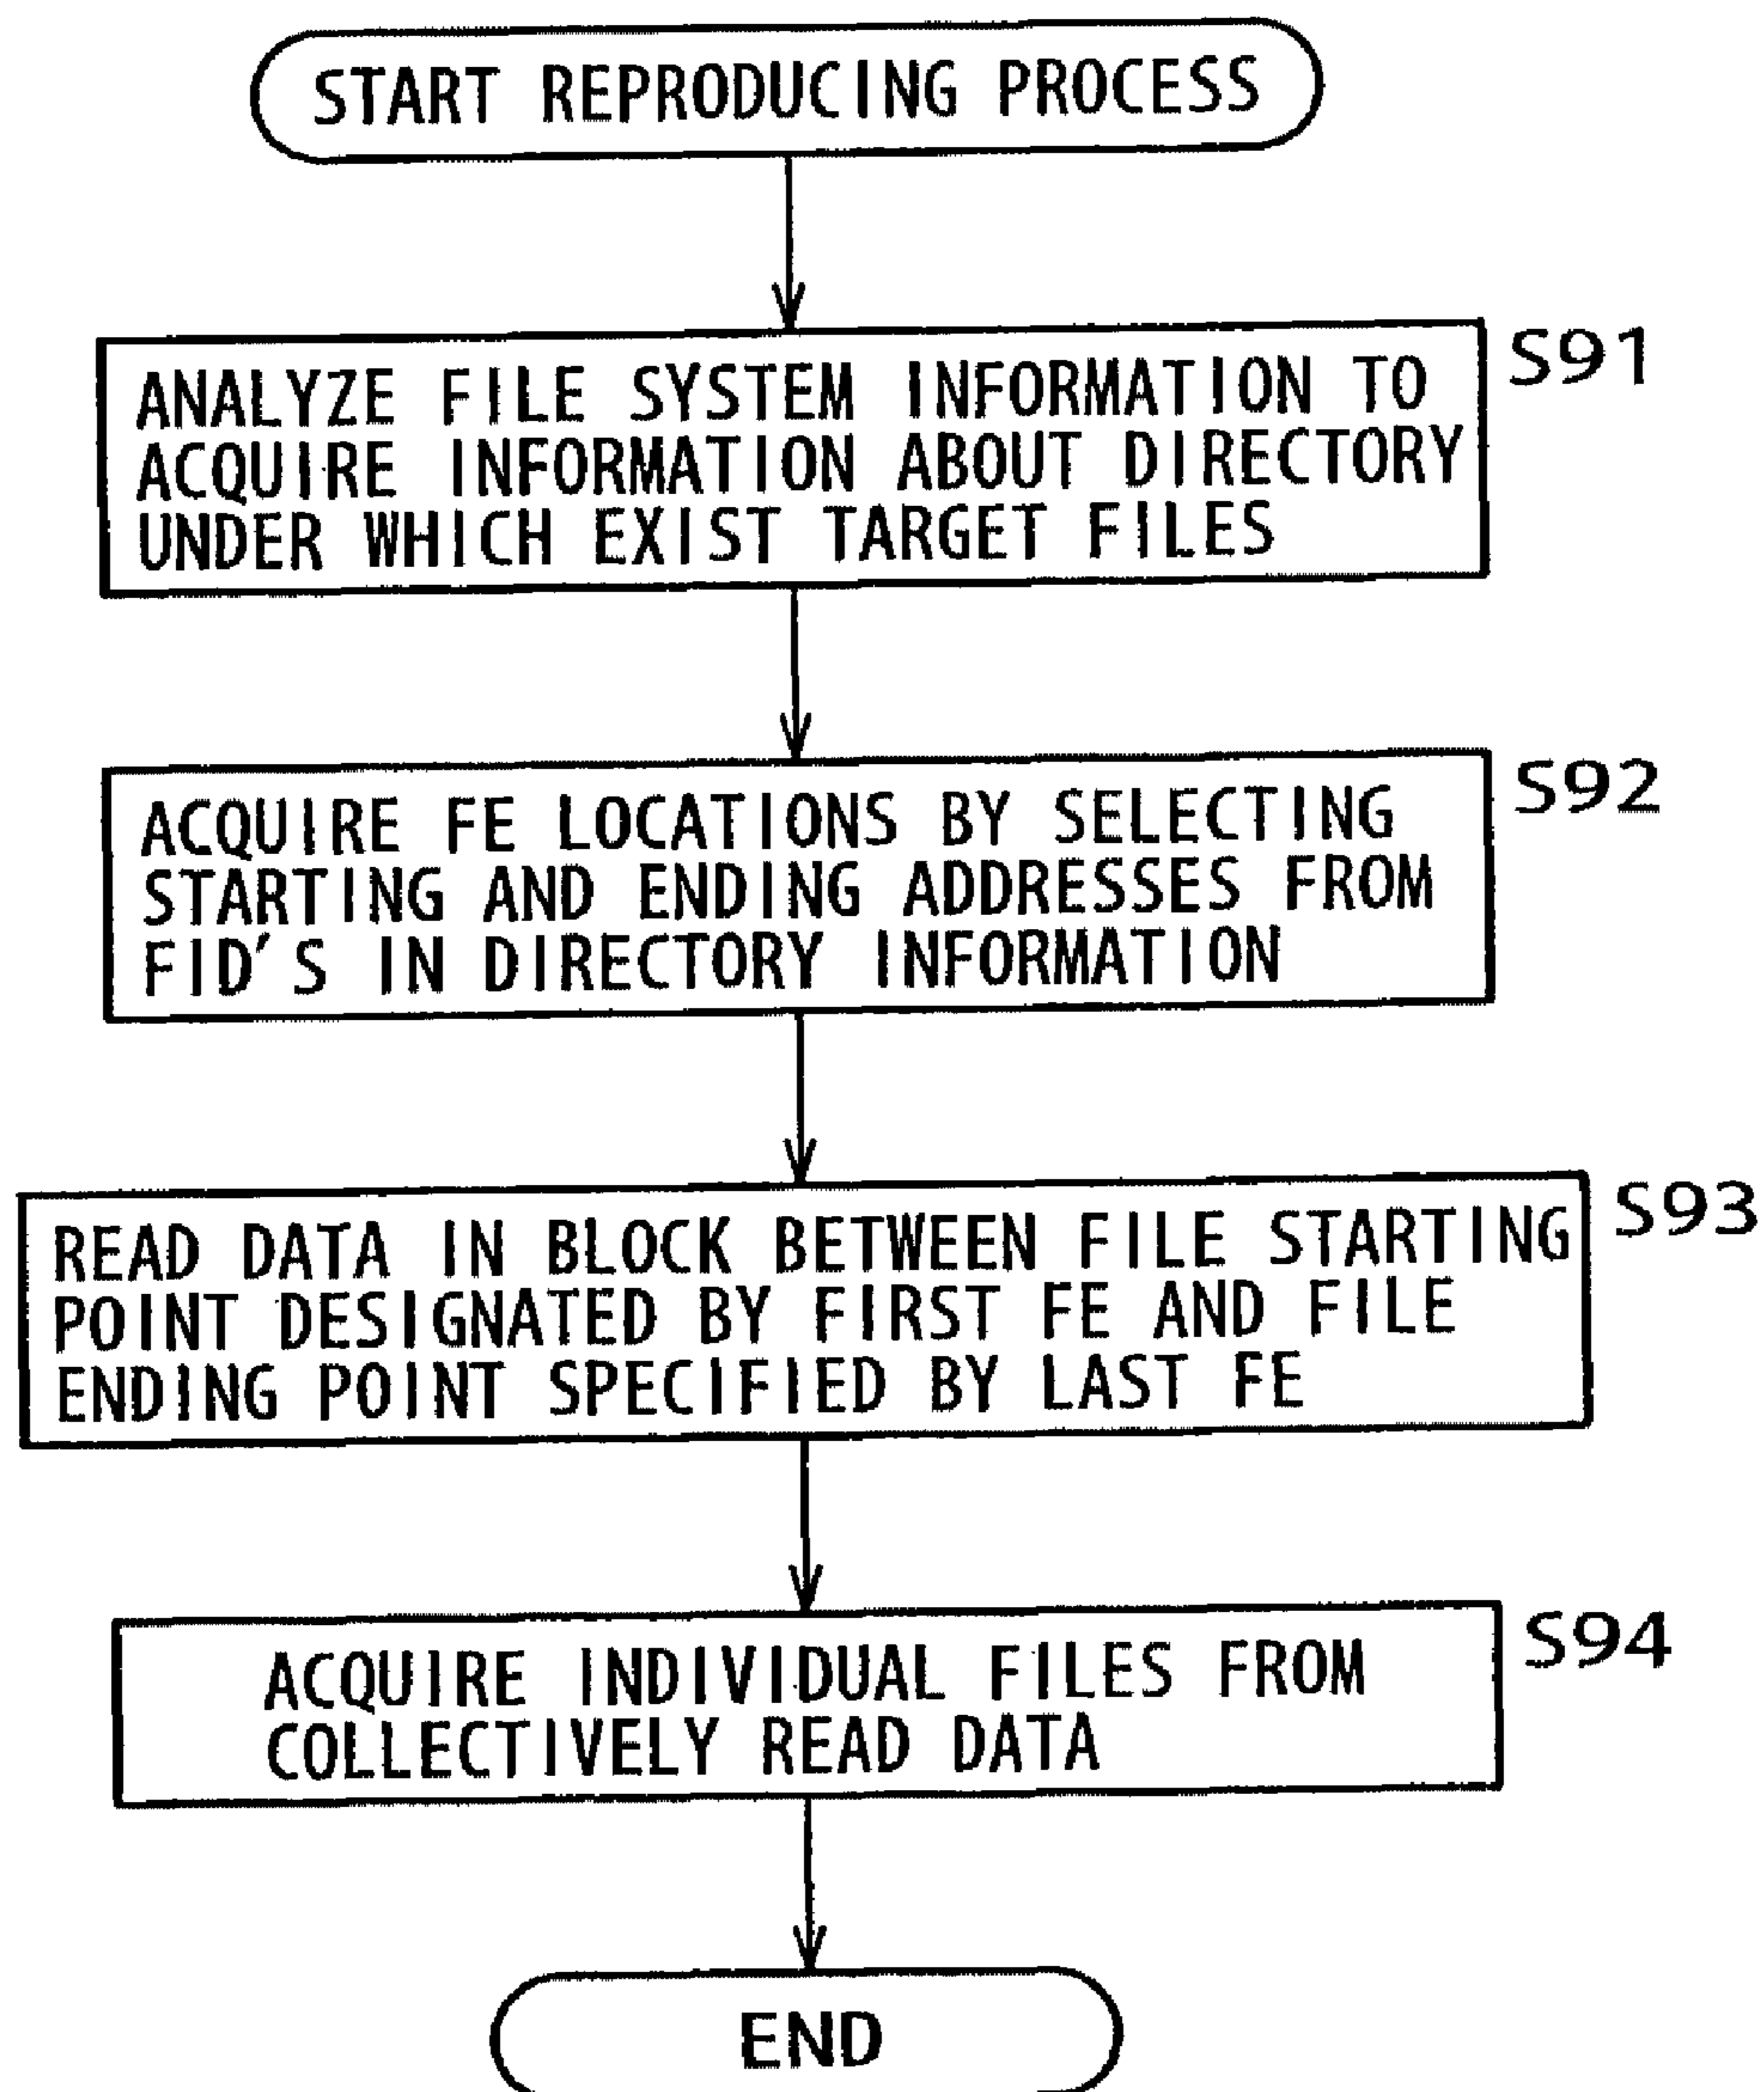 START REPRODUCING PROCESS
S91
ANALYZE FILE SYSTEM INFORMATION TO
ACQUIRE INFORMATION ABOUT DIRECTORY
UNDER WHICH EXIST TARGET FILES
S92
ACQUIRE FE LOCATIONS BY SELECTING
STARTING AND ENDING ADDRESSES FROM
FID'S IN DIRECTORY INFORMATION
S93
READ DATA IN BLOCK BETWEEN FILE STARTING
POINT DESIGNATED BY FIRST FE AND FILE
ENDING POINT SPECIFIED BY LAST FE
S94
ACQUIRE INDIVIDUAL FILES FROM
COLLECTIVELY READ DATA
END